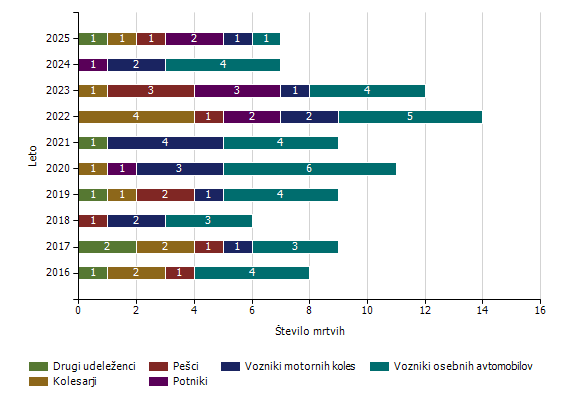 2025 1 1 1 2 1 1
2024 1 2 4
2023 1 3 3 1 4
2022 4 1 2 2 5
2021 1 4 4
2020 1 1 3 6
2019 1 1 2 1 4
2018 1 2 3
2017 2 2 1 1 3
2016 1 2 1 4
Leto
0 2 4 6 8 10 12 14 16
Število mrtvih
Drugi udeleženci Pešci Vozniki motornih koles Vozniki osebnih avtomobilov
Kolesarji Potniki